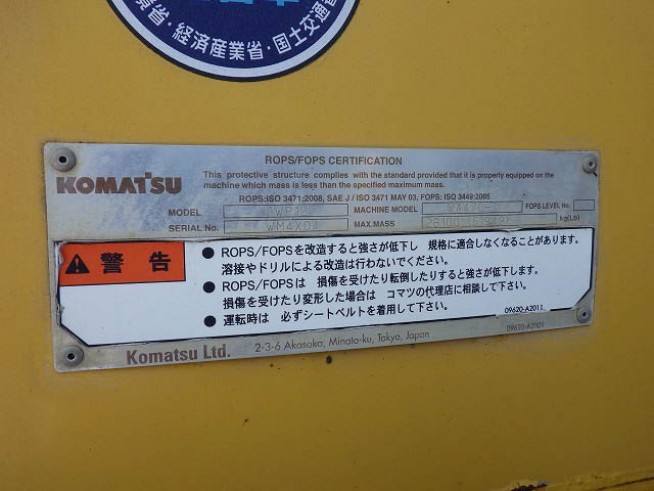 省・経済産業省・国土交通省
ROPS/FOPS CERTIFICATION
KOMATSU
This protective structure complies with the standard provided that it is properly equipped on the
machine which mass is less than the specified maximum mass.
ROPS:ISO 3471:2008, SAE J / ISO 3471 MAY 03, FOPS: ISO 3449:2005
MODEL
MACHINE MODEL
FOPS LEVEL No.
SERIAL No.
MAX.MASS
kg(Lb)
警告
● ROPS/FOPSを改造すると強さが低下し 規格に適合しなくなることがあります。
溶接やドリルによる改造は行わないでください。
● ROPS/FOPSは 損傷を受けたり転倒したりすると強さが低下します。
損傷を受けたり変形した場合は コマツの代理店に相談して下さい。
● 運転時は 必ずシートベルトを着用して下さい。
09620-A2011
Komatsu Ltd.
2-3-6 Akasaka, Minato-ku, Tokyo, Japan
09620-A2001